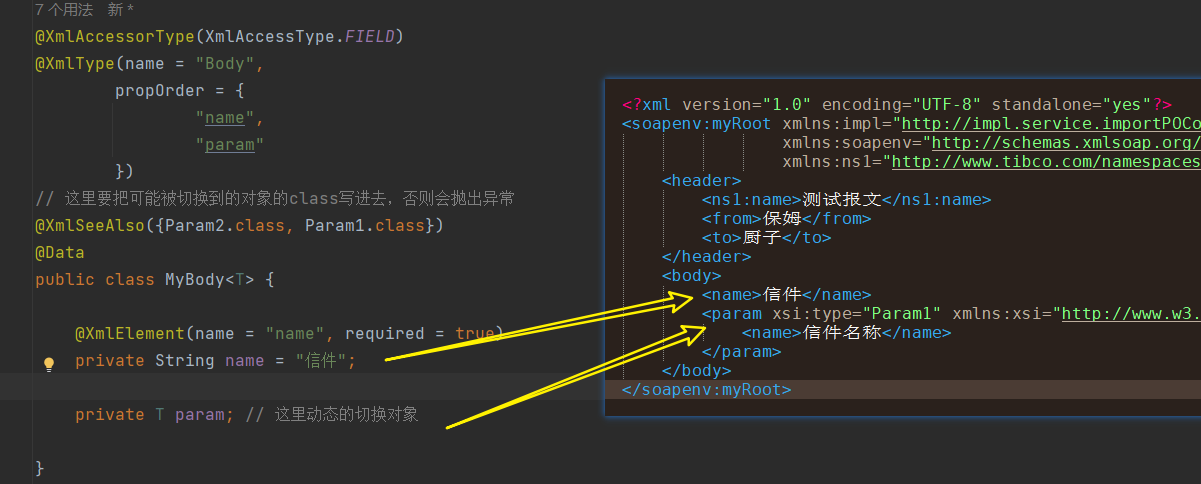 7 个用法 新 *
@XmlAccessorType(XmlAccessType.FIELD)
@XmlType(name = "Body",
propOrder = {
"name",
"param"
})
// 这里要把可能被切换到的对象的class写进去，否则会抛出异常
@XmlSeeAlso({Param2.class, Param1.class})
@Data
public class MyBody<T> {
@XmlElement(name = "name", required = true)
private String name = "信件";
private T param; // 这里动态的切换对象
}
<?xml version="1.0" encoding="UTF-8" standalone="yes"?>
<soapenv:myRoot xmlns:impl="http://impl.service.importPOCo
xmlns:soapenv="http://schemas.xmlsoap.org/
xmlns:ns1="http://www.tibco.com/namespaces
<header>
<ns1:name>测试报文</ns1:name>
<from>保姆</from>
<to>厨子</to>
</header>
<body>
<name>信件</name>
<param xsi:type="Param1" xmlns:xsi="http://www.w3.
<name>信件名称</name>
</param>
</body>
</soapenv:myRoot>